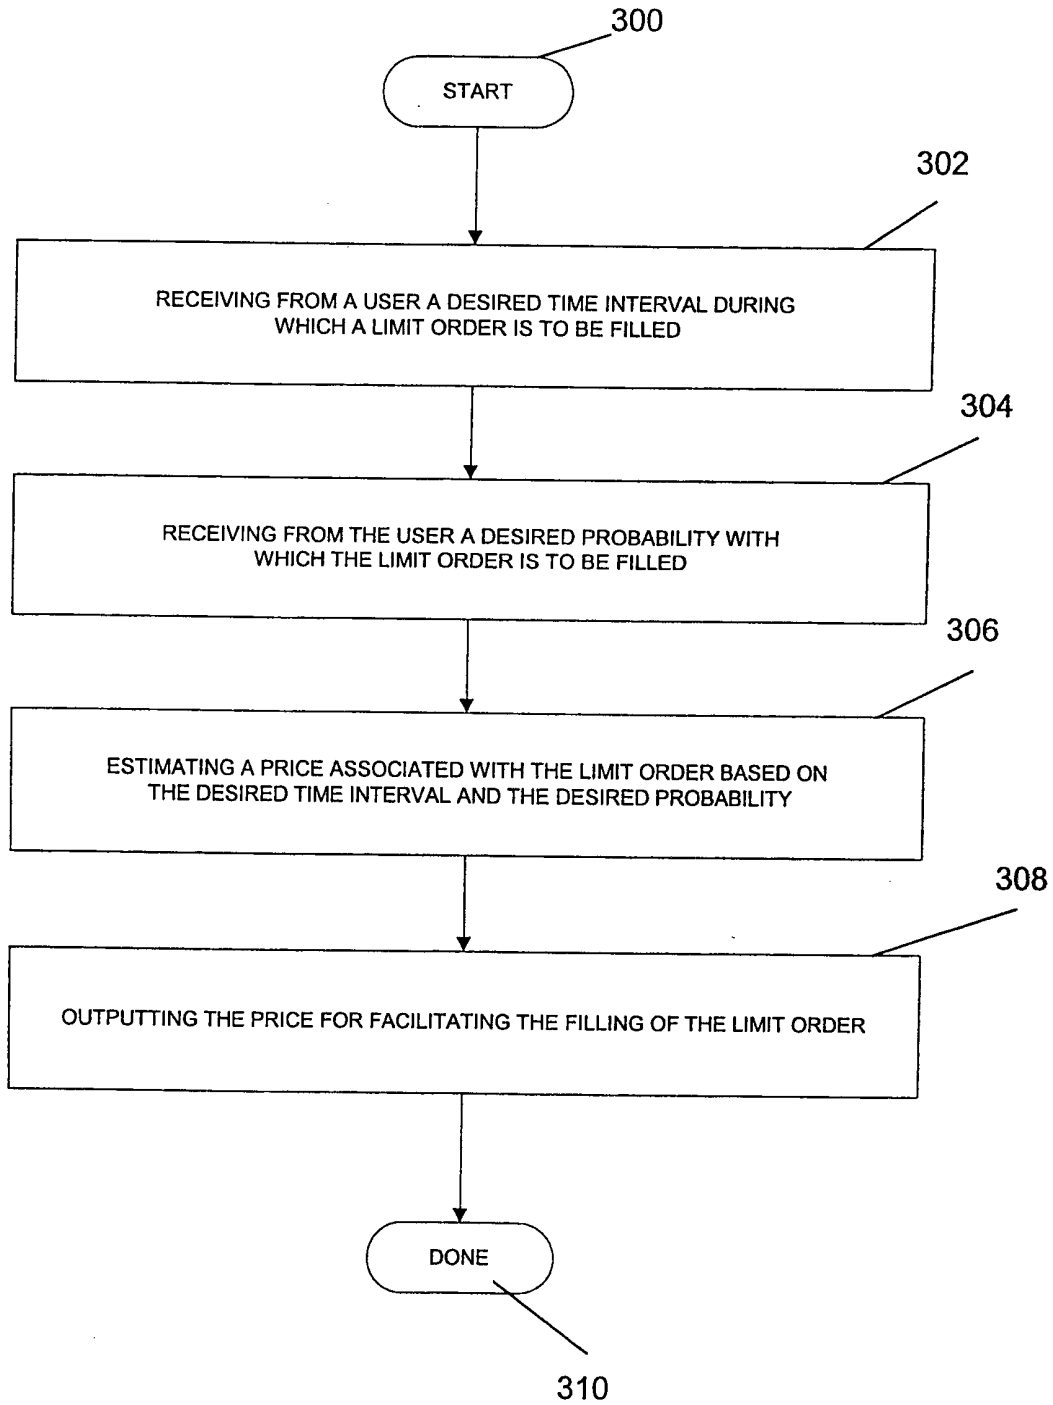 300
START
302
RECEIVING FROM A USER A DESIRED TIME INTERVAL DURING
WHICH A LIMIT ORDER IS TO BE FILLED
304
RECEIVING FROM THE USER A DESIRED PROBABILITY WITH
WHICH THE LIMIT ORDER IS TO BE FILLED
306
ESTIMATING A PRICE ASSOCIATED WITH THE LIMIT ORDER BASED ON
THE DESIRED TIME INTERVAL AND THE DESIRED PROBABILITY
308
OUTPUTTING THE PRICE FOR FACILITATING THE FILLING OF THE LIMIT ORDER
DONE
310